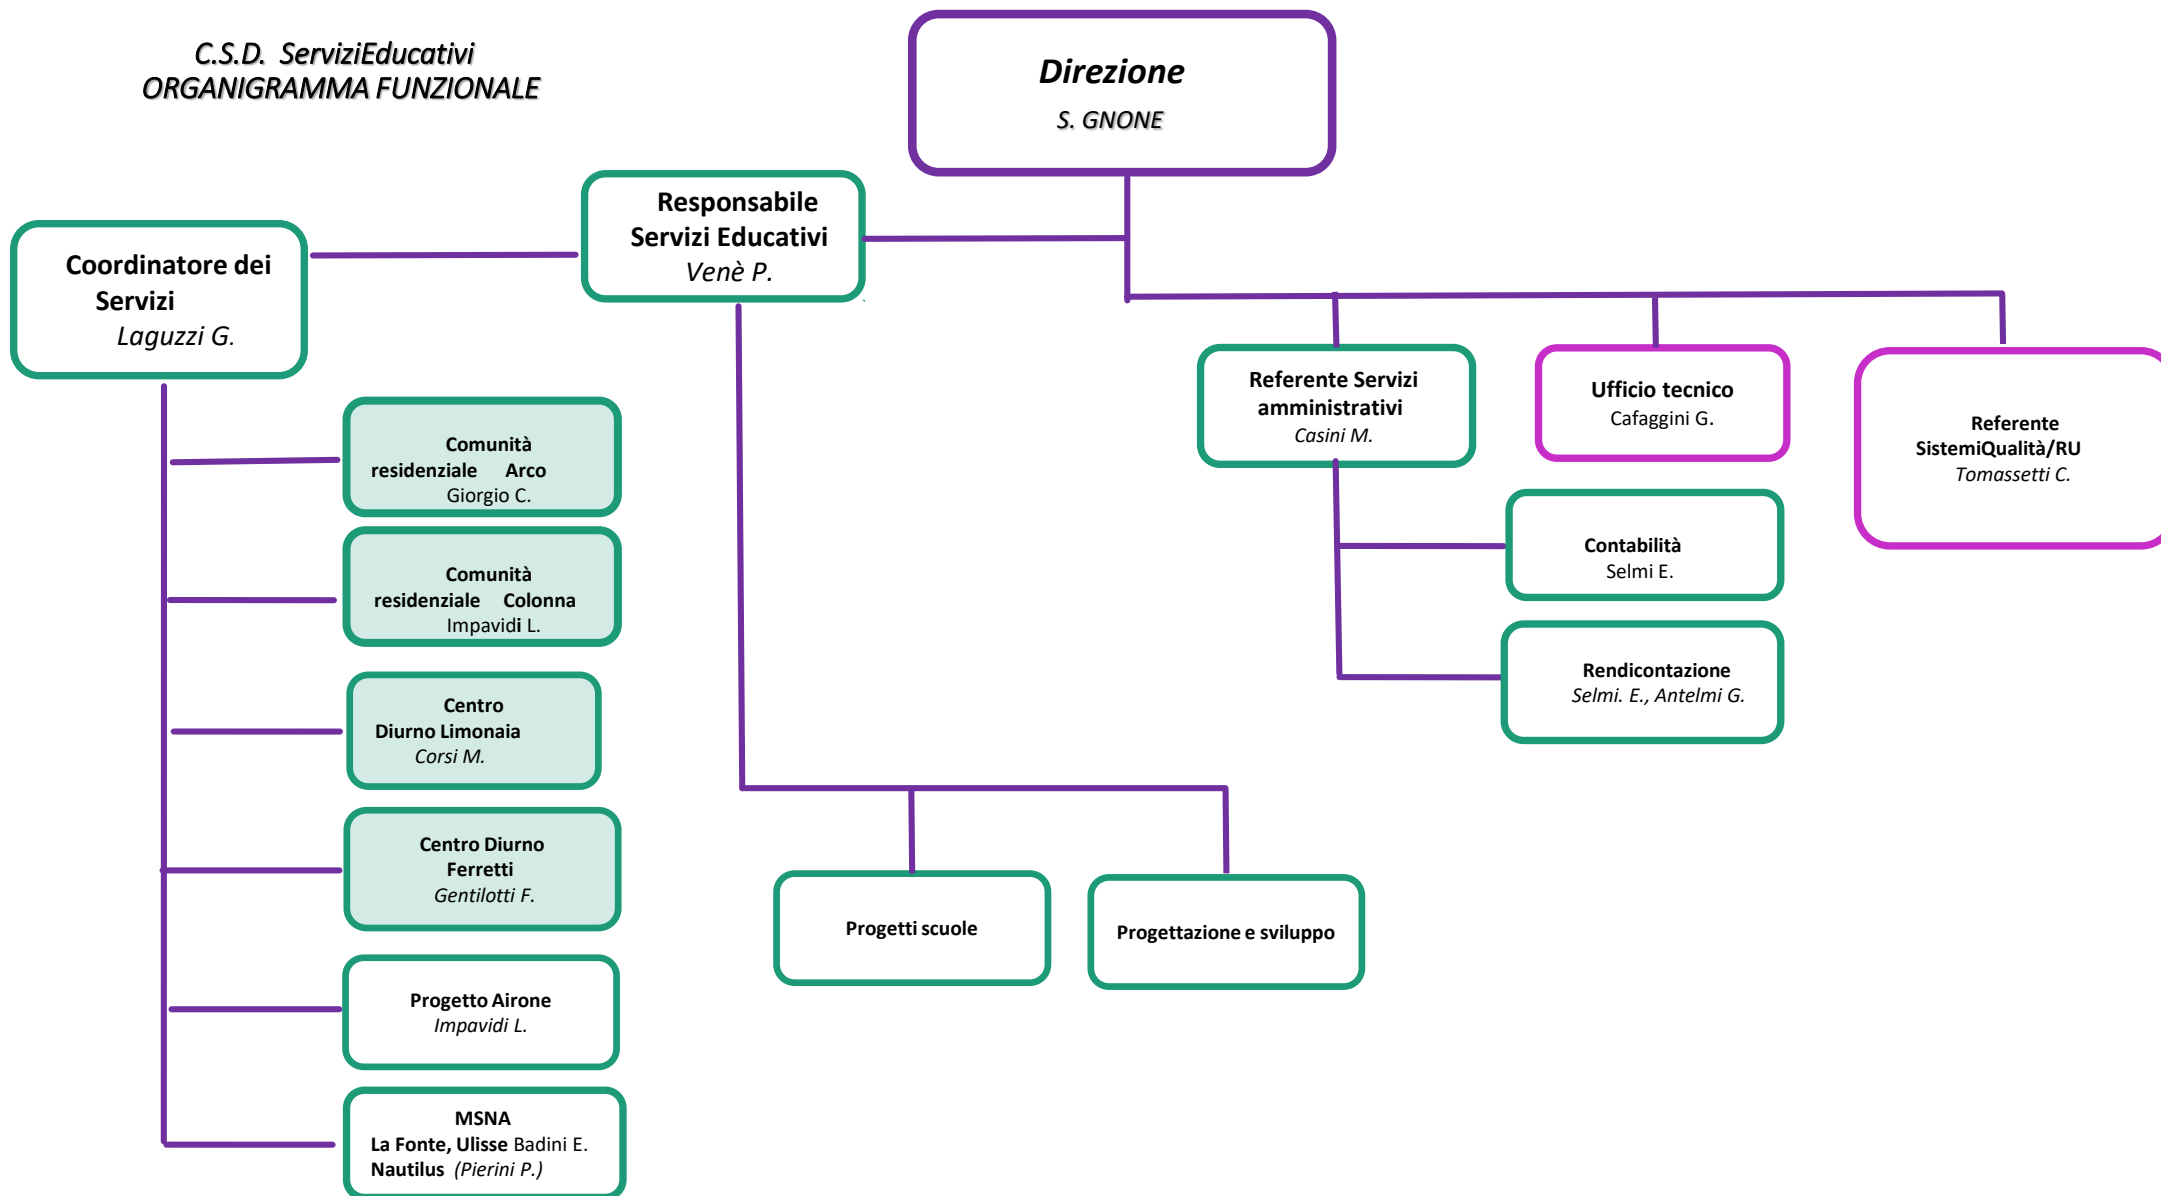 C.S.D. ServiziEducativi
ORGANIGRAMMA FUNZIONALE
Direzione
S. GNONE
Responsabile
Servizi Educativi
Venè P.
Coordinatore dei
Servizi
Laguzzi G.
Comunità
residenziale Arco
Giorgio C.
Comunità
residenziale Colonna
Impavidi L.
Centro
Diurno Limonaia
Corsi M.
Centro Diurno
Ferretti
Gentilotti F.
Progetto Airone
Impavidi L.
MSNA
La Fonte, Ulisse Badini E.
Nautilus (Pierini P.)
Progetti scuole
Progettazione e sviluppo
Referente Servizi
amministrativi
Casini M.
Contabilità
Selmi E.
Rendicontazione
Selmi. E., Antelmi G.
Ufficio tecnico
Cafaggini G.
Referente
SistemiQualità/RU
Tomassetti C.